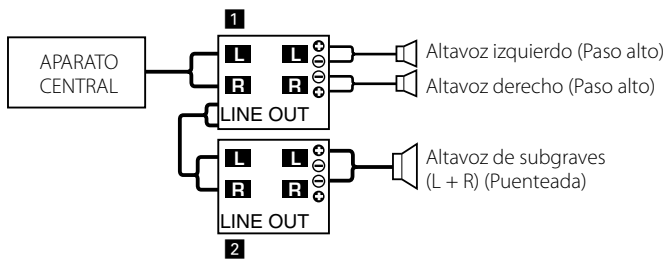 1
APARATO
CENTRAL
L L
R R
LINE OUT
Altavoz izquierdo (Paso alto)
Altavoz derecho (Paso alto)
L L
R R
LINE OUT
Altavoz de subgraves
(L + R) (Puenteada)
2